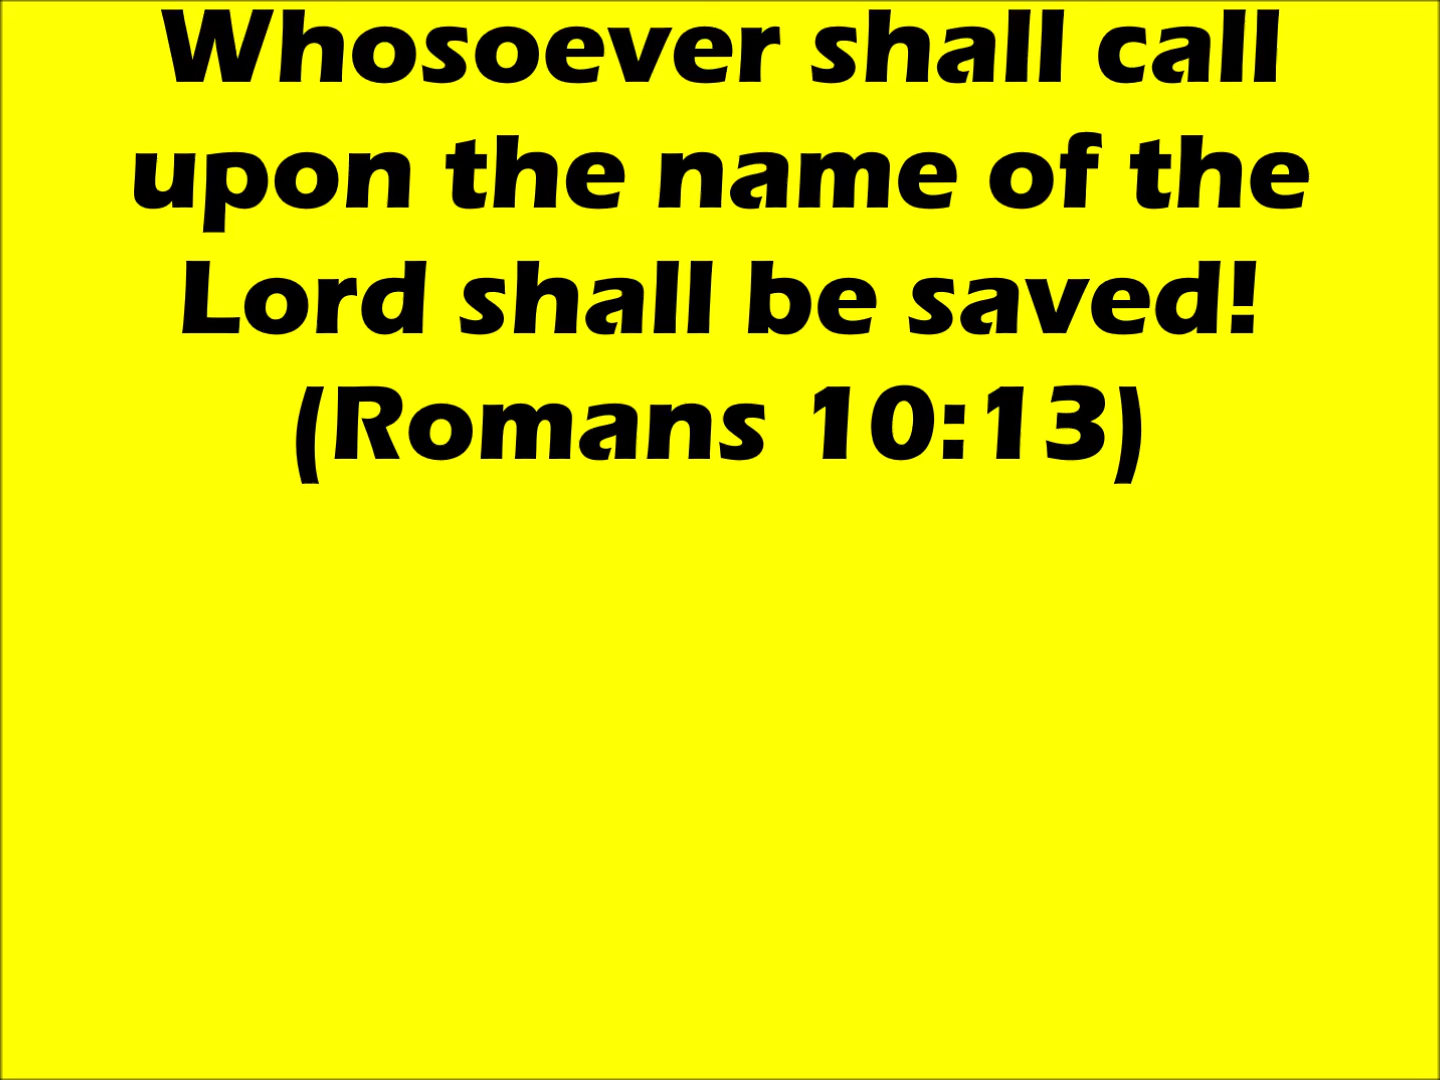 Whosoever shall call
upon the name of the
Lord shall be saved!
(Romans 10:13)